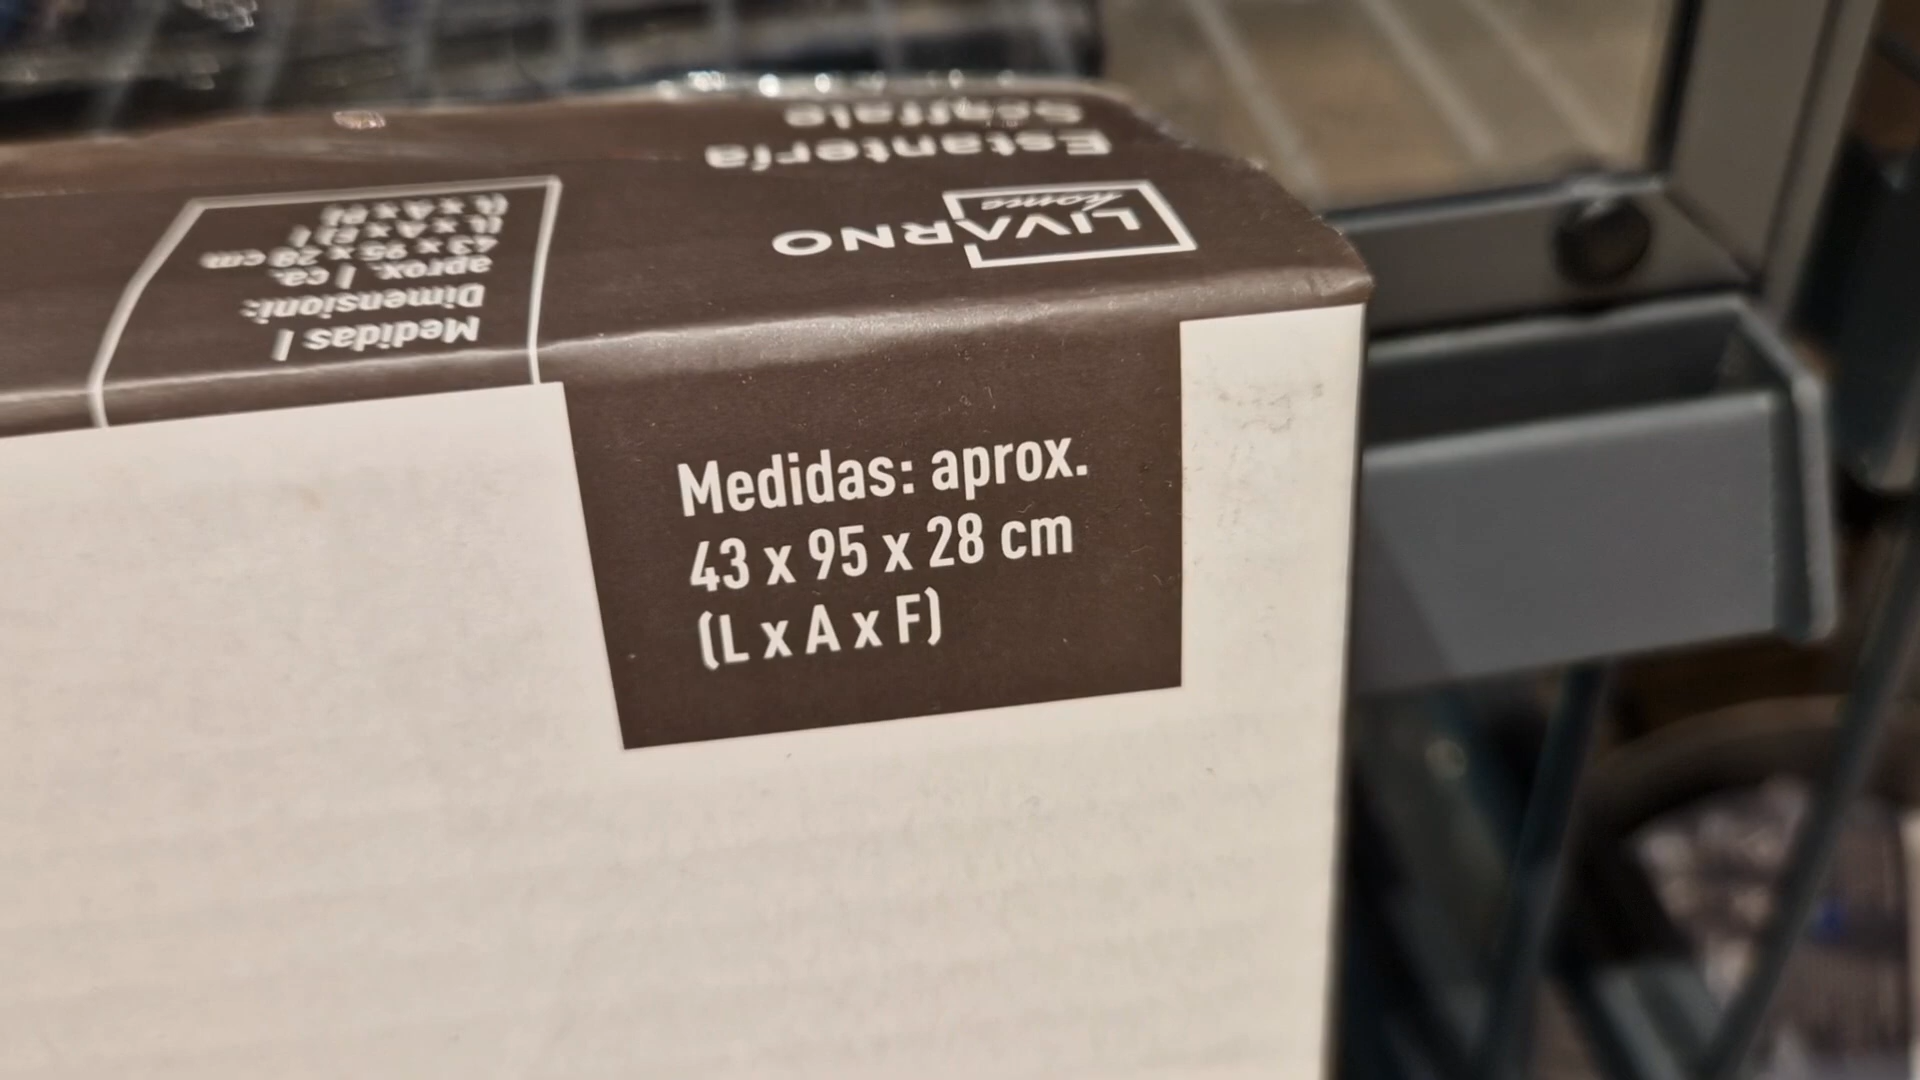 Medidas: aprox.
43 x 95 x 28 cm
(L x A x F)
LIVARNO
home
Estantería
Scaffale
Medidas |
Dimensioni:
aprox. | ca.
43 x 95 x 28 cm
(L x A x F) |
(L x A x P)